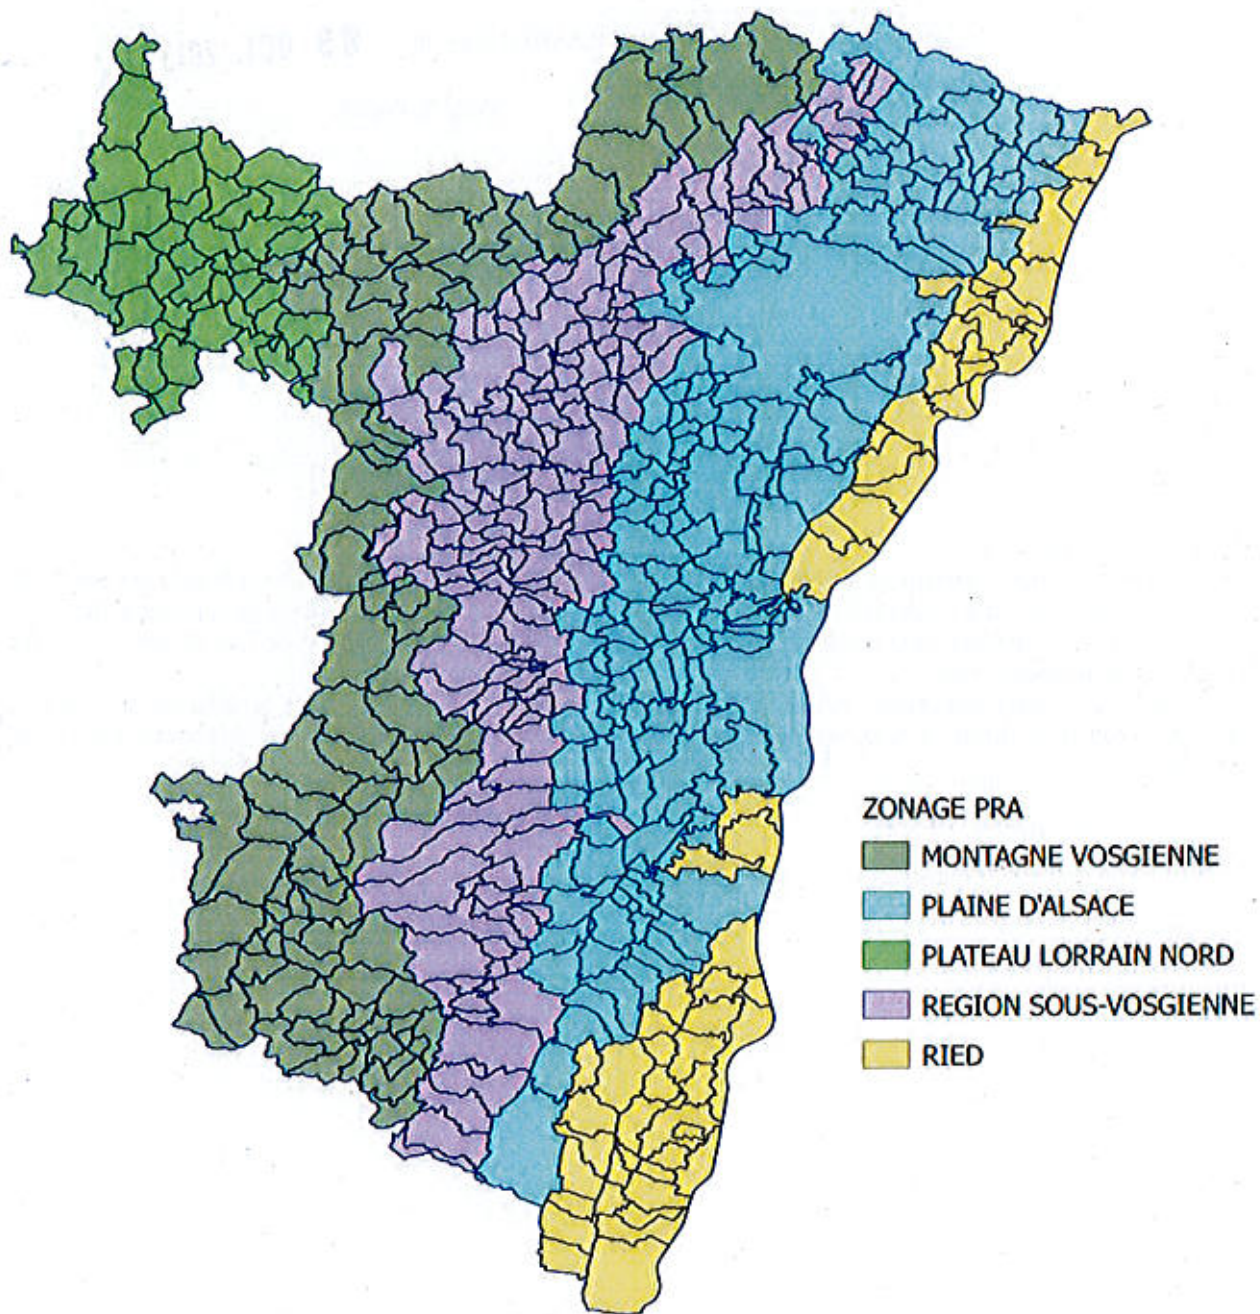 ZONAGE PRA
MONTAGNE VOSGIENNE
PLAINE D'ALSACE
PLATEAU LORRAIN NORD
REGION SOUS-VOSGIENNE
RIED